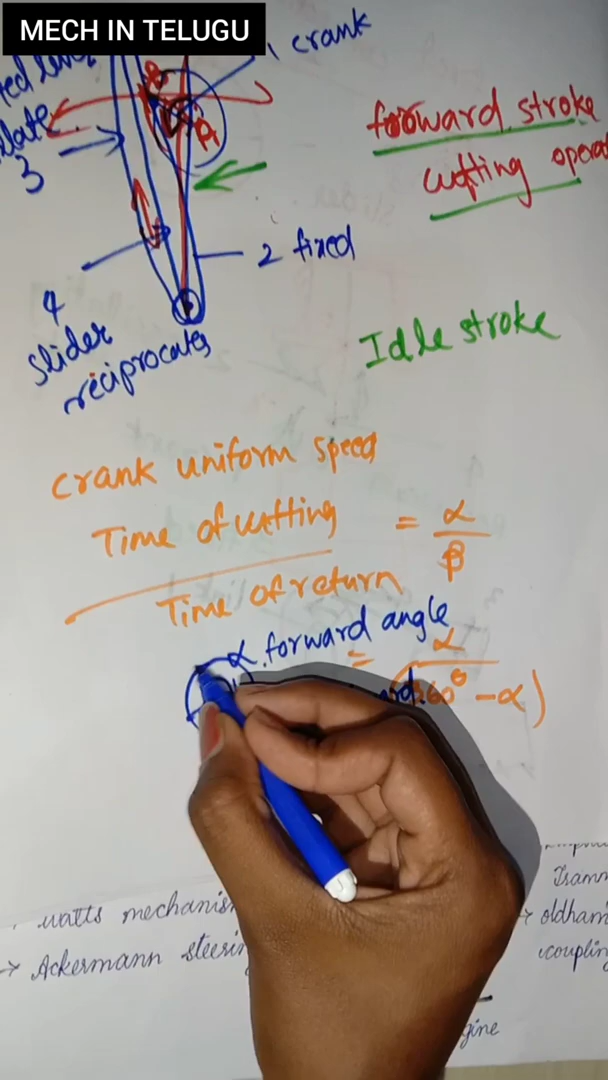 MECH IN TELUGU
1 crank
B
A
forward stroke
cutting
3
2 fixed
4
slider
reciprocates
Idle stroke
crank uniform speed
Time of cutting = α
β
Time of return
α forward angle
= α
360° - α)
watts mechanism
→ Ackermann
→ oldham
coupling